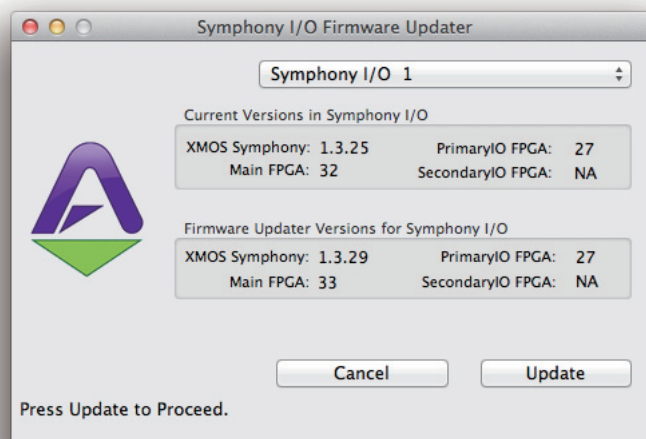 Symphony I/O Firmware Updater
Symphony I/O 1
Current Versions in Symphony I/O
XMOS Symphony: 1.3.25 PrimaryIO FPGA: 27
Main FPGA: 32 SecondaryIO FPGA: NA
Firmware Updater Versions for Symphony I/O
XMOS Symphony: 1.3.29 PrimaryIO FPGA: 27
Main FPGA: 33 SecondaryIO FPGA: NA
Cancel Update
Press Update to Proceed.